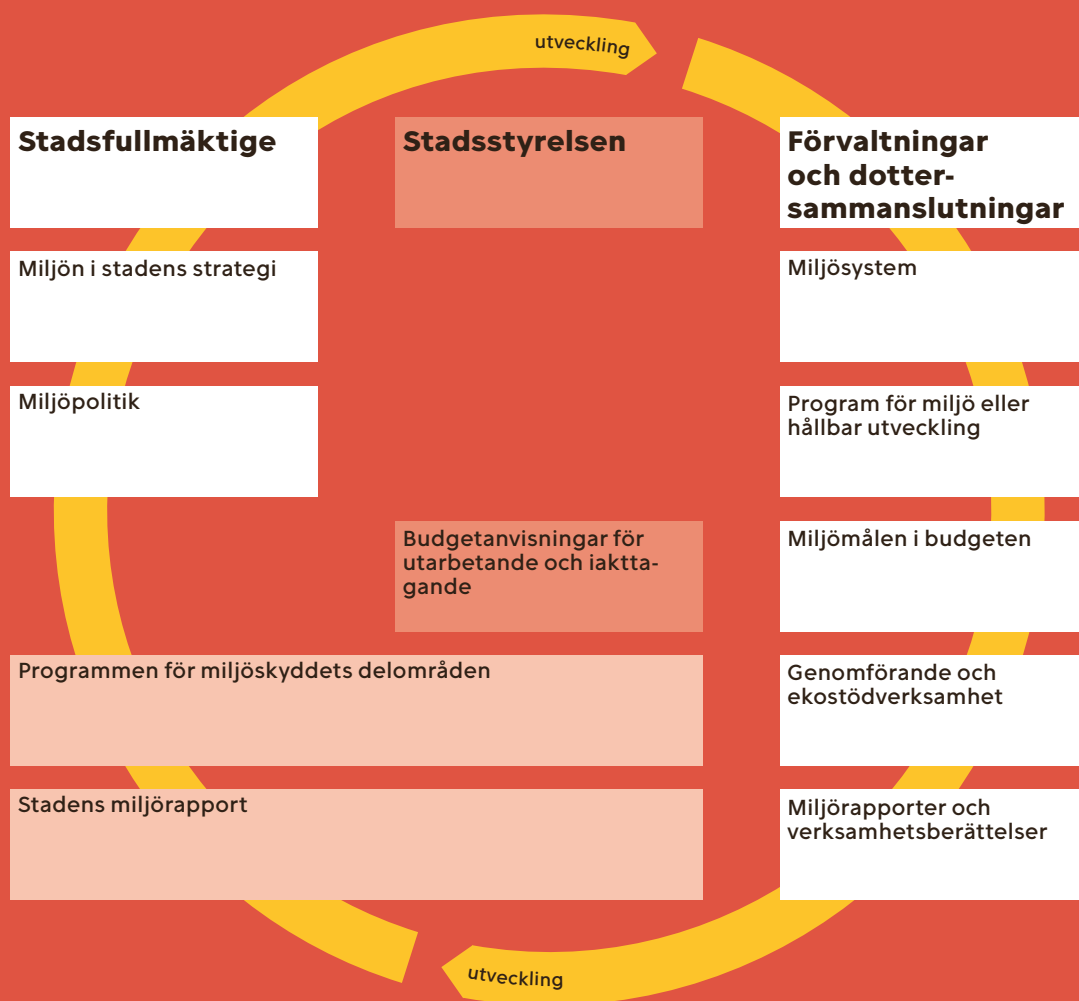 utveckling
Stadsfullmäktige
Stadsstyrelsen
Förvaltningar
och dotter-
sammanslutningar
Miljön i stadens strategi
Miljösystem
Miljöpolitik
Program för miljö eller
hållbar utveckling
Budgetanvisningar för
utarbetande och iaktta-
gande
Miljömålen i budgeten
Programmen för miljöskyddets delområden
Genomförande och
ekostödverksamhet
Stadens miljörapport
Miljörapporter och
verksamhetsberättelser
utveckling